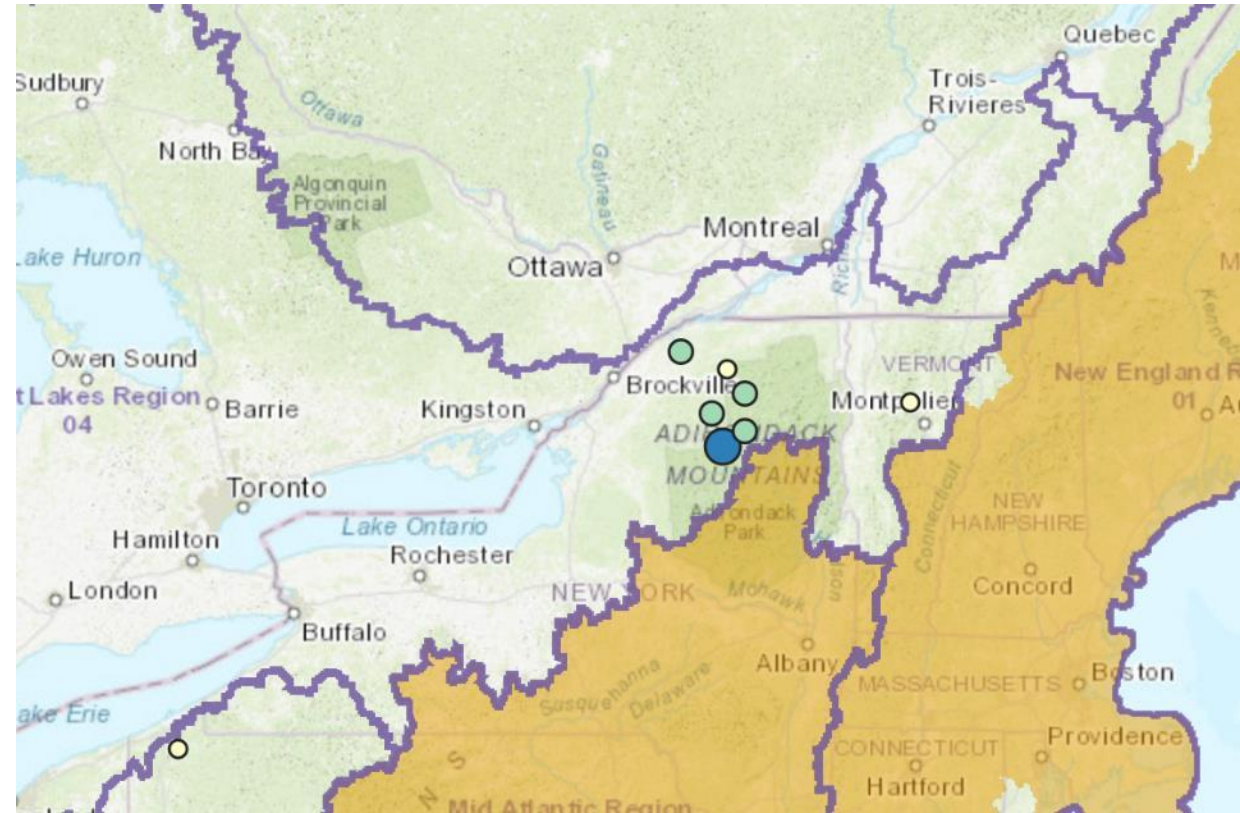 Quebec
Sudbury
Trois-
Rivieres
Ottawa
North Bay
Gatineau
Algonquin
Provincial
Park
Montreal
Lake Huron
Ottawa
Owen Sound
VERMONT
New England R
01
t Lakes Region
04
Barrie
Brockville
Kingston
Montpelier
ADIRONDACK
MOUNTAINS
Toronto
Adirondack
Park
Lake Ontario
Connecticut
NEW
HAMPSHIRE
Hamilton
Rochester
London
NEW YORK
Mohawk
Concord
Buffalo
Albany
Susquehanna
Delaware
MASSACHUSETTS
Boston
ake Erie
CONNECTICUT
Providence
Hartford
Mid Atlantic Region